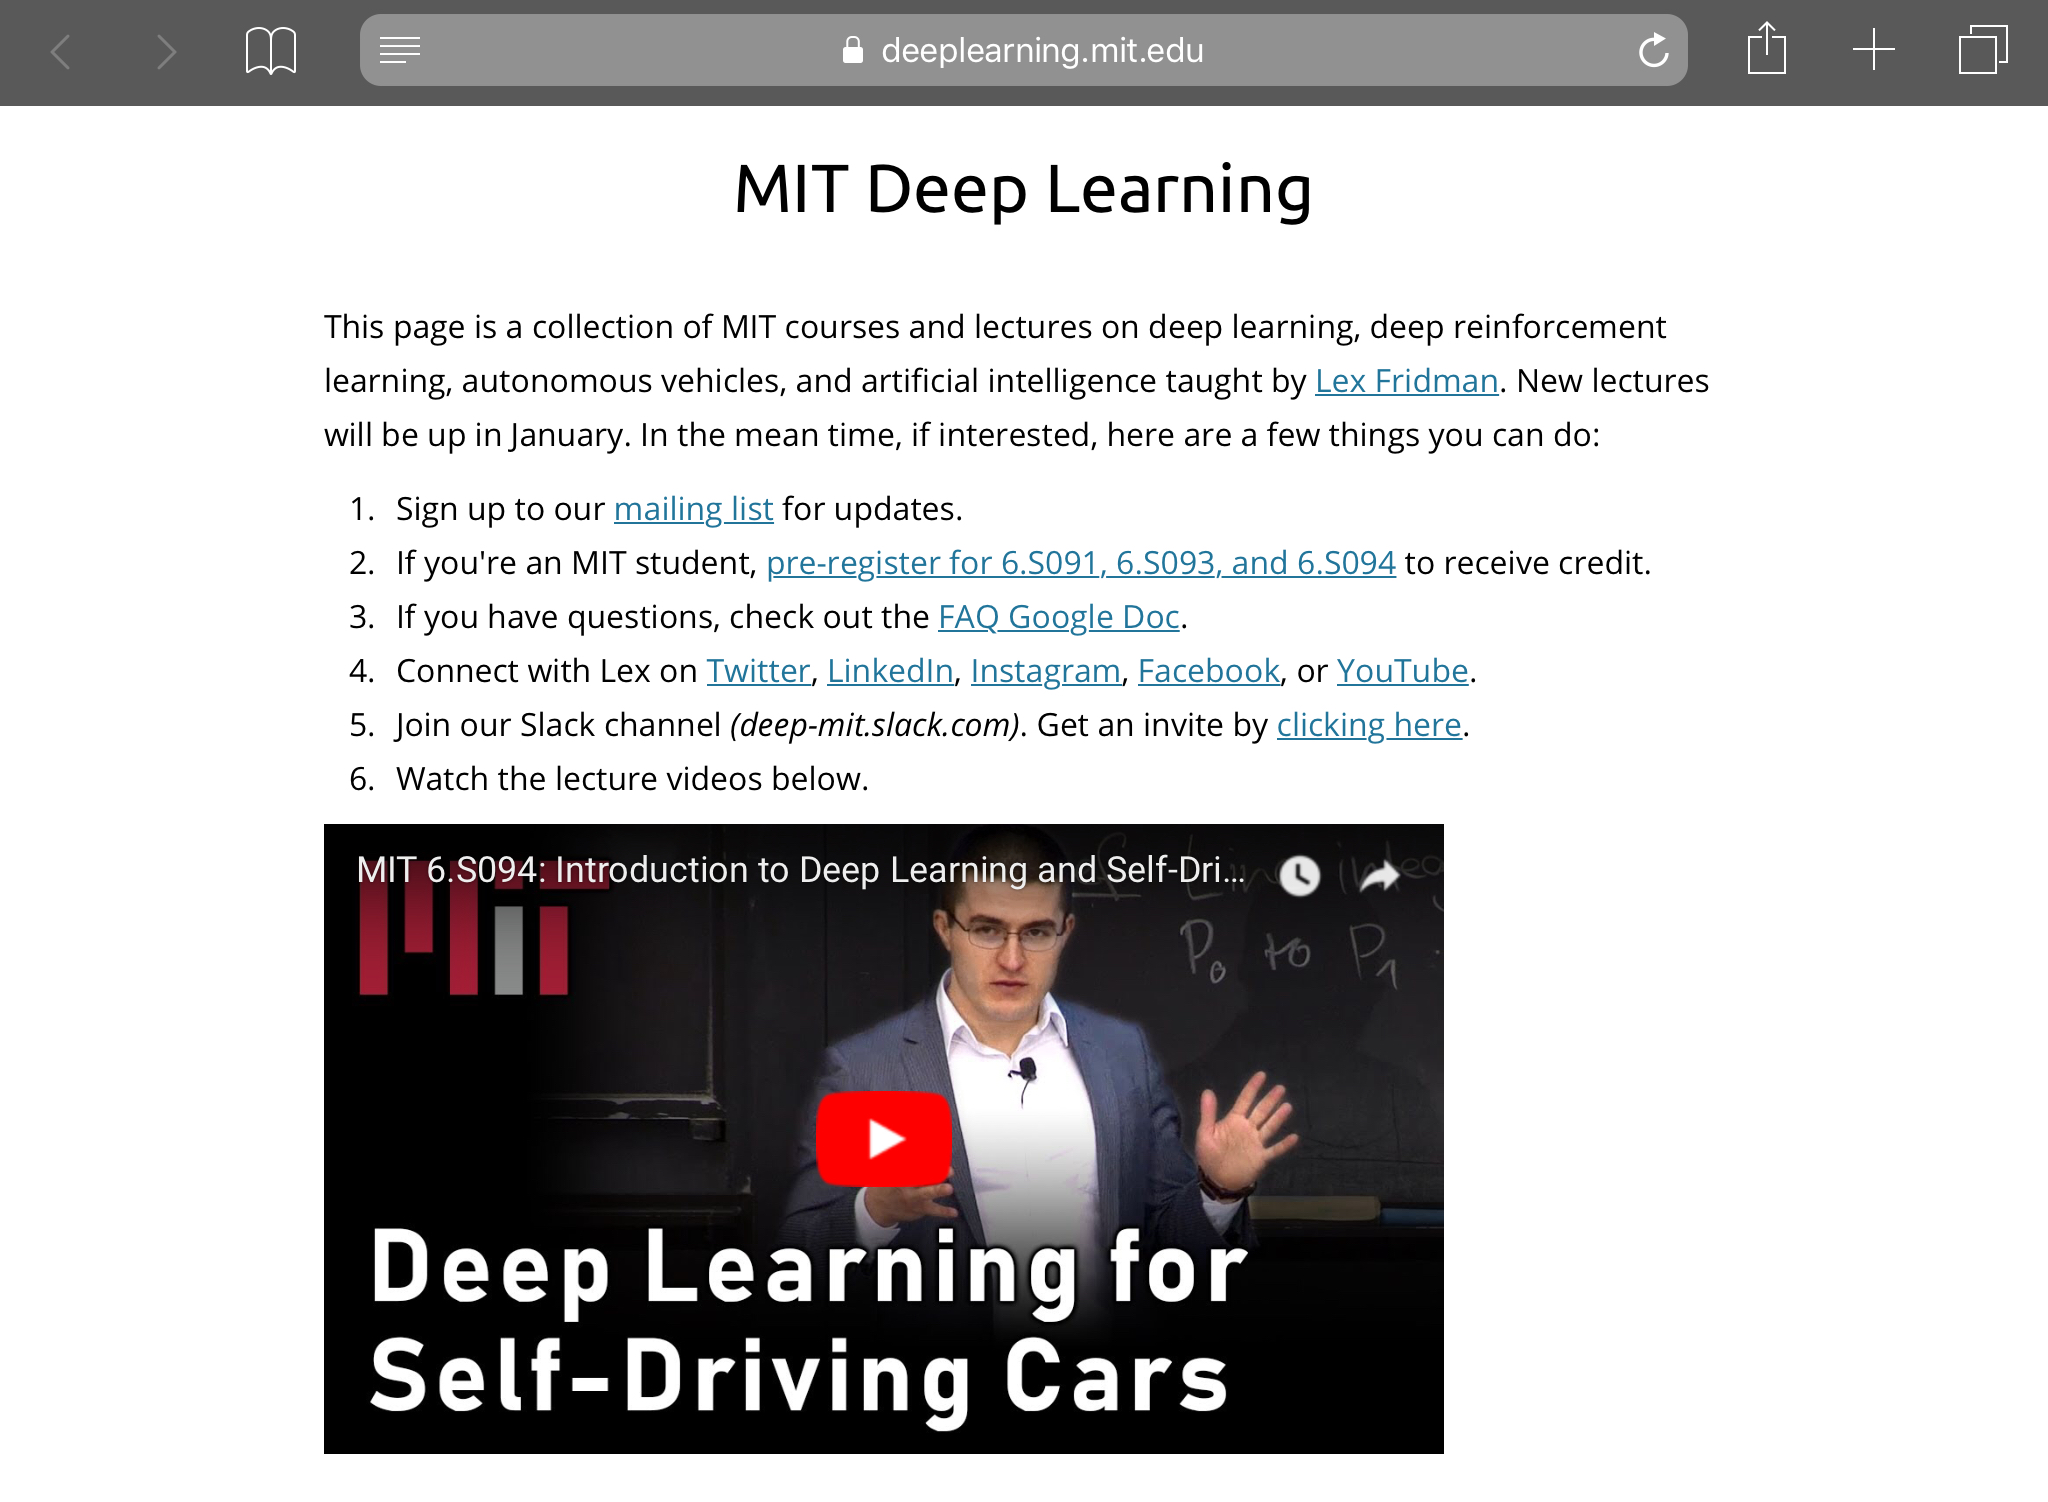 deeplearning.mit.edu
MIT Deep Learning
This page is a collection of MIT courses and lectures on deep learning, deep reinforcement
learning, autonomous vehicles, and artificial intelligence taught by Lex Fridman. New lectures
will be up in January. In the mean time, if interested, here are a few things you can do:
1. Sign up to our mailing list for updates.
2. If you're an MIT student, pre-register for 6.S091, 6.S093, and 6.S094 to receive credit.
3. If you have questions, check out the FAQ Google Doc.
4. Connect with Lex on Twitter, LinkedIn, Instagram, Facebook, or YouTube.
5. Join our Slack channel (deep-mit.slack.com). Get an invite by clicking here.
6. Watch the lecture videos below.
MIT 6.S094: Introduction to Deep Learning and Self-Dri...
MIT
P₀ to P₁
Deep Learning for
Self-Driving Cars